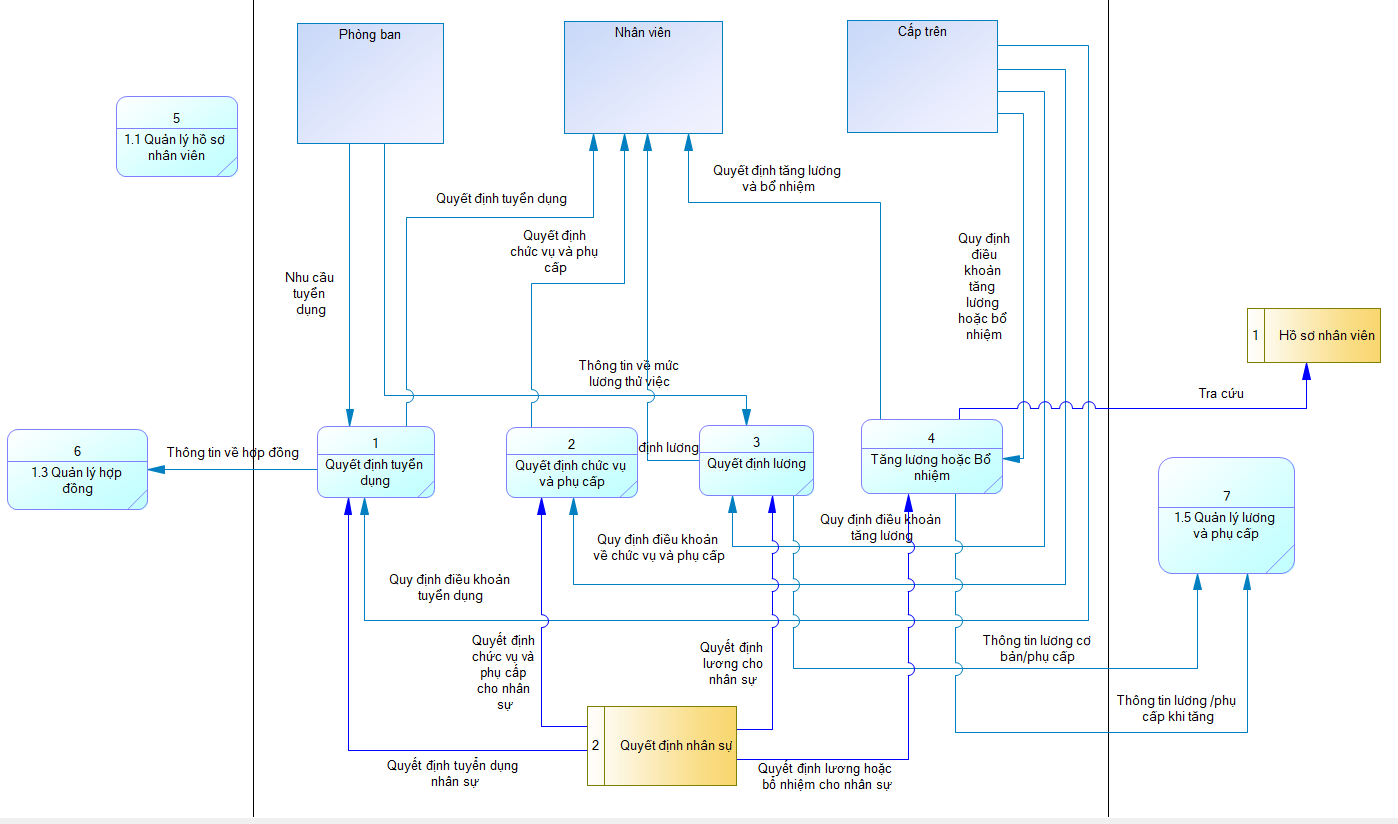 Phòng ban
Nhân viên
Cấp trên
5
1.1 Quản lý hồ sơ
nhân viên
Quyết định tăng lương
và bổ nhiệm
Quyết định tuyển dụng
Quyết định
chức vụ và phụ
cấp
Quy định
điều
khoản
tăng
lương
hoặc bổ
nhiệm
Nhu cầu
tuyển
dụng
1
Hồ sơ nhân viên
Thông tin về mức
lương thử việc
Tra cứu
6
1.3 Quản lý hợp
đồng
Thông tin về hợp đồng
1
Quyết định tuyển
dụng
2
Quyết định chức vụ
và phụ cấp
định lương
3
Quyết định lương
4
Tăng lương hoặc Bổ
nhiệm
7
1.5 Quản lý lương
và phụ cấp
Quy định điều khoản
tăng lương
Quy định điều khoản
về chức vụ và phụ cấp
Quy định điều khoản
tuyển dụng
Quyết định
chức vụ và
phụ cấp
cho nhân
sự
Quyết định
lương cho
nhân sự
Thông tin lương cơ
bản/phụ cấp
Thông tin lương /phụ
cấp khi tăng
2
Quyết định nhân sự
Quyết định tuyển dụng
nhân sự
Quyết định lương hoặc
bổ nhiệm cho nhân sự